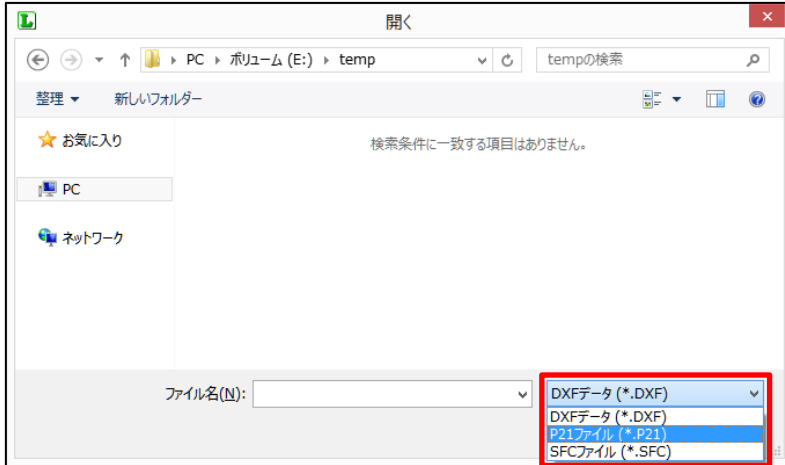 開く
PC ▸ ボリューム (E:) ▸ temp
tempの検索
整理 新しいフォルダー
お気に入り
検索条件に一致する項目はありません。
PC
ネットワーク
ファイル名(N):
DXFデータ (*.DXF)
DXFデータ (*.DXF)
P21ファイル (*.P21)
SFCファイル (*.SFC)